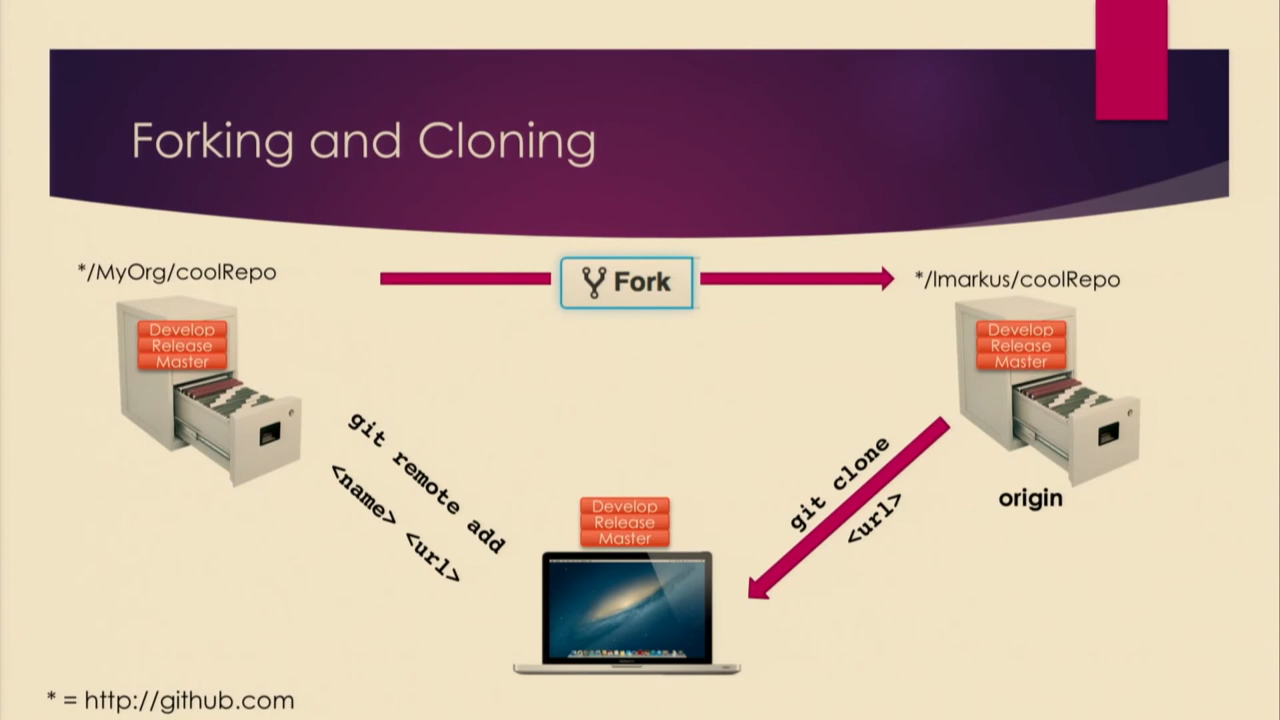 Forking and Cloning
*/MyOrg/coolRepo
Fork
*/lmarkus/coolRepo
Develop
Release
Master
Develop
Release
Master
git remote add
<name> <url>
git clone
<url>
origin
Develop
Release
Master
* = http://github.com